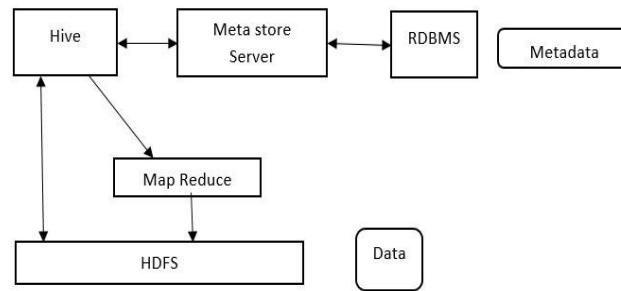 Hive
Meta store
Server
RDBMS
Metadata
Map Reduce
HDFS
Data